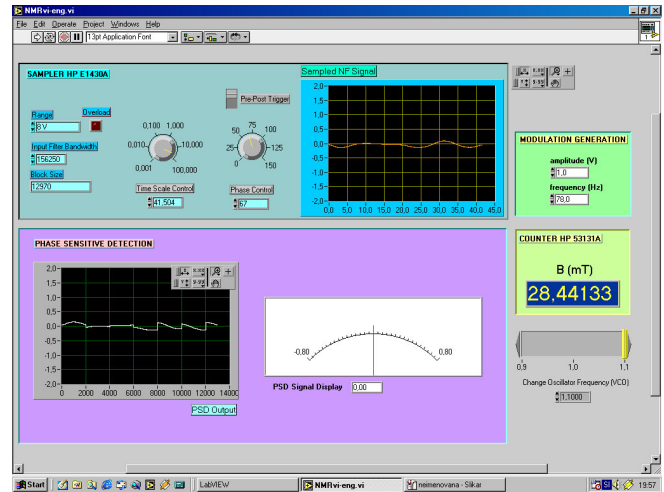 NMRvi-eng.vi
File Edit Operate Project Windows Help
13pt Application Font
1
SAMPLER HP E1430A
Range
8 V
Overload
Input Filter Bandwidth
156250
Block Size
12970
0,100 1,000
0,010 10,000
0,001 100,000
Time Scale Control
41,504
Pre-Post Trigger
50 75 100
25 125
0 150
Phase Control
67
Sampled NF Signal
2,0
1,5
1,0
0,5
0,0
-0,5
-1,0
-1,5
-2,0
0,0 5,0 10,0 15,0 20,0 25,0 30,0 35,0 40,0 45,0
MODULATION GENERATION
amplitude (V)
1,0
frequency (Hz)
78,0
PHASE SENSITIVE DETECTION
2,0
1,5
1,0
0,5
0,0
-0,5
-1,0
-1,5
-2,0
0 2000 4000 6000 8000 10000 12000 14000
PSD Output
-0,80 0,80
PSD Signal Display 0,00
COUNTER HP 53131A
B (mT)
28,44133
0,9 1,0 1,1
Change Oscillator Frequency (VCO)
1,1000
Start LabVIEW NMRvi-eng.vi neimenovana - Slikar SI 19:57